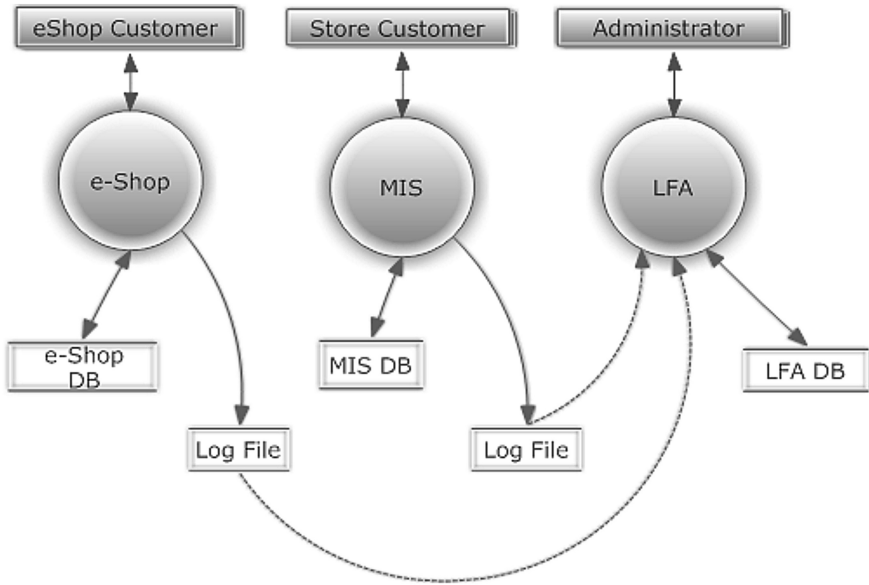 eShop Customer
Store Customer
Administrator
e-Shop
MIS
LFA
e-Shop
DB
MIS DB
LFA DB
Log File
Log File